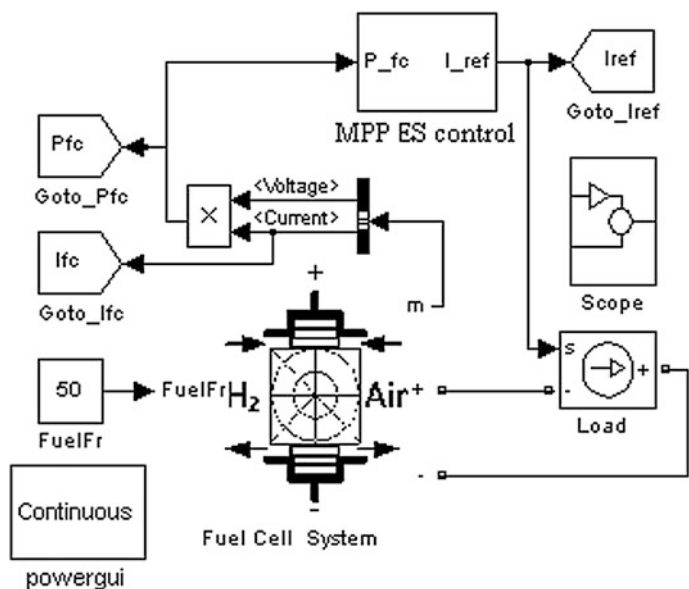 P_fc I_ref
MPP ES control
Iref
Goto_Iref
Pfc
Goto_Pfc
<Voltage>
<Current>
×
Ifc
Goto_Ifc
m
Scope
+
50
FuelFr
FuelFr
H₂
Air
+
-
-
Fuel Cell System
s
-
+
Load
Continuous
powergui